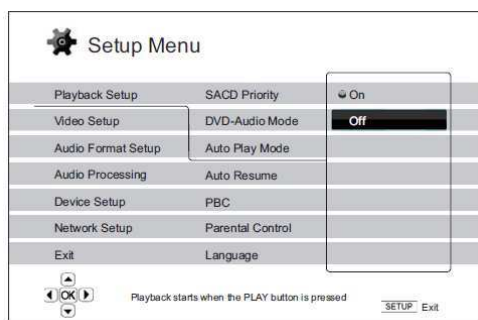 Setup Menu
Playback Setup SACD Priority On
Video Setup DVD-Audio Mode Off
Audio Format Setup Auto Play Mode
Audio Processing Auto Resume
Device Setup PBC
Network Setup Parental Control
Exit Language
OK Playback starts when the PLAY button is pressed SETUP Exit